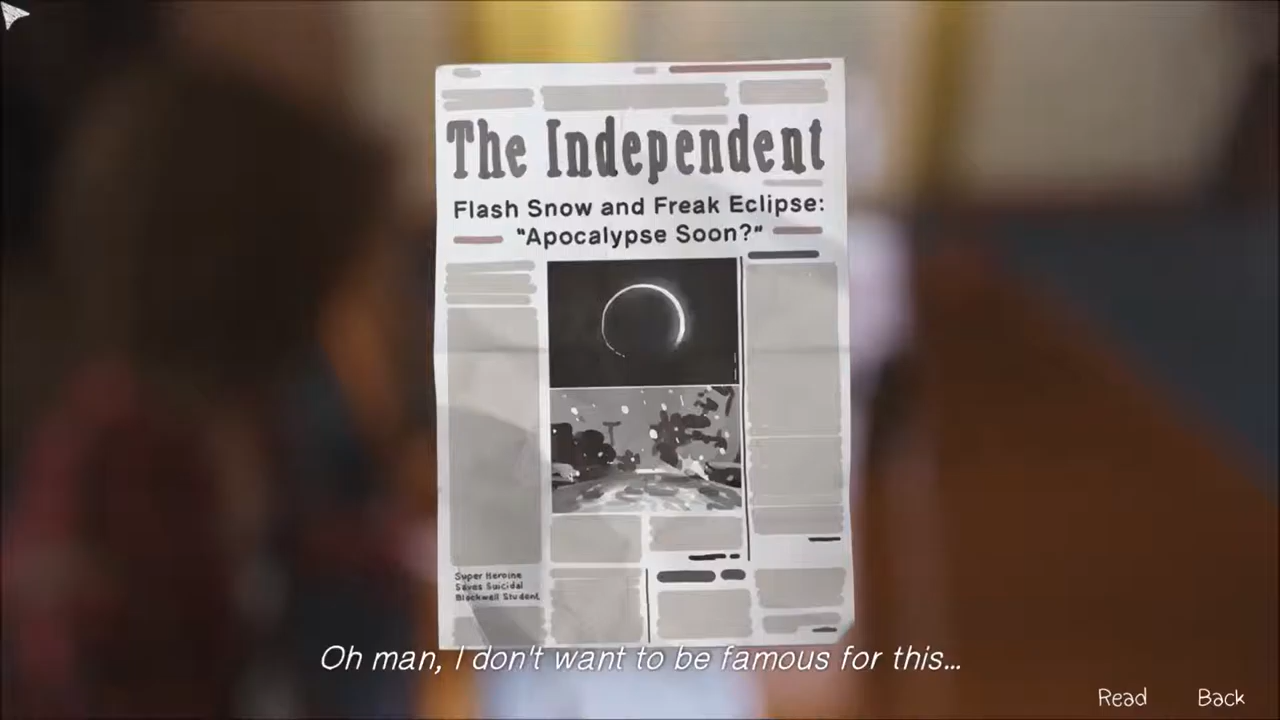 The Independent
Flash Snow and Freak Eclipse:
"Apocalypse Soon?"
Super Heroine
Saves Suicidal
Blackwell Student
Oh man, I don't want to be famous for this...
Read Back